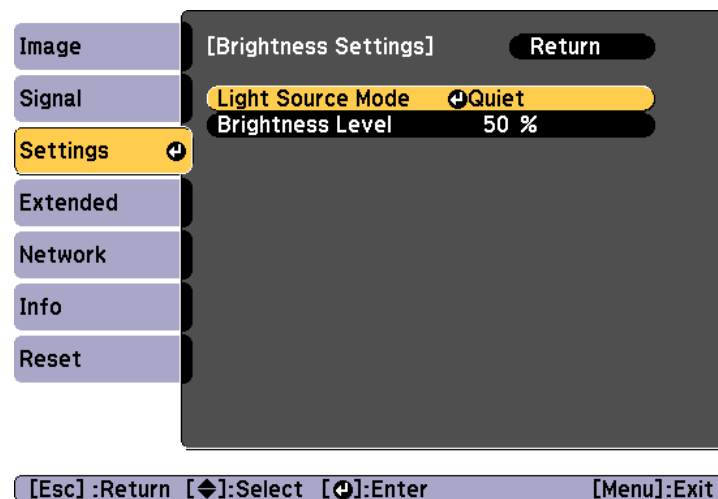 Image
Signal
Settings
Extended
Network
Info
Reset
[Brightness Settings] Return
Light Source Mode Quiet
Brightness Level 50 %
[Esc] :Return [◆]:Select [⏎]:Enter [Menu]:Exit